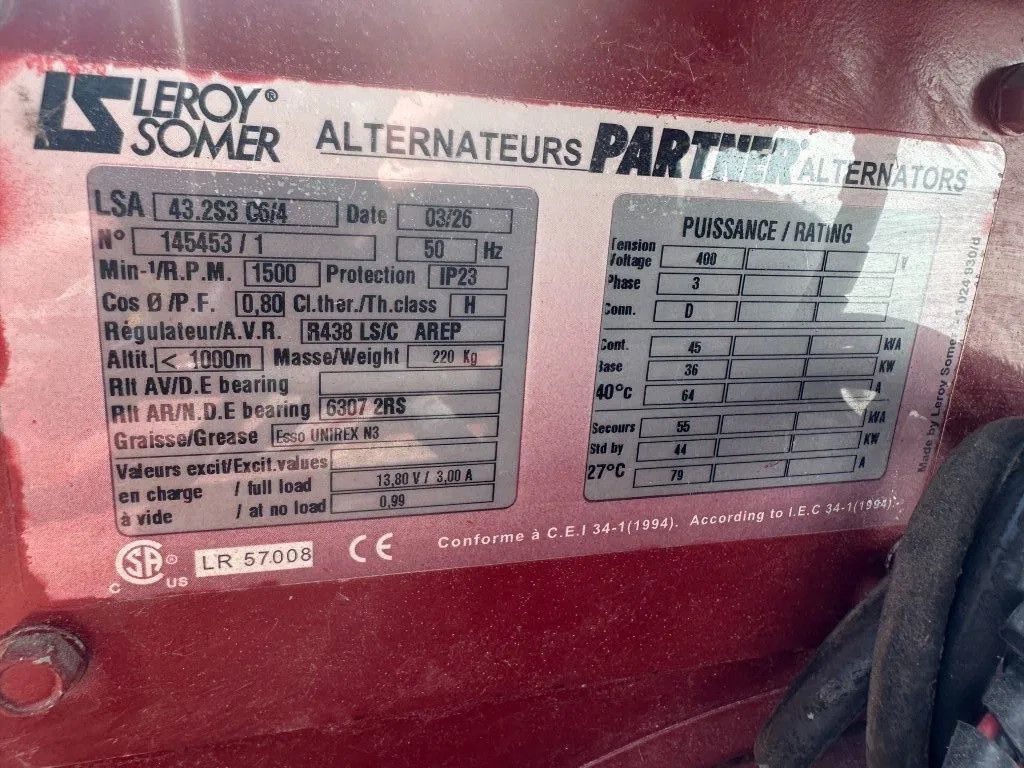 LS LEROY® SOMER
ALTERNATEURS PARTNER® ALTERNATORS
LSA 43.2S3 C6/4 Date 03/26
N° 145453 / 1 50 Hz
Min-¹/R.P.M. 1500 Protection IP23
Cos Ø /P.F. 0,80 Cl.ther./Th.class H
Régulateur/A.V.R. R438 LS/C AREP
Altit. < 1000m Masse/Weight 220 Kg
Rlt AV/D.E bearing
Rlt AR/N.D.E bearing 6307 2RS
Graisse/Grease Esso UNIREX N3
Valeurs excit/Excit.values
en charge / full load 13,80 V / 3,00 A
à vide / at no load 0,99
PUISSANCE / RATING
Tension
Voltage 400 V
Phase 3
Conn. D
Cont. 45 kVA
Base 36 KW
40°C 64 A
Secours 55 kVA
Std by 44 KW
27°C 79 A
C SA® US LR 57.008 CE
Conforme à C.E.I 34-1(1994). According to I.E.C 34-1(1994).
Made by Leroy Somer